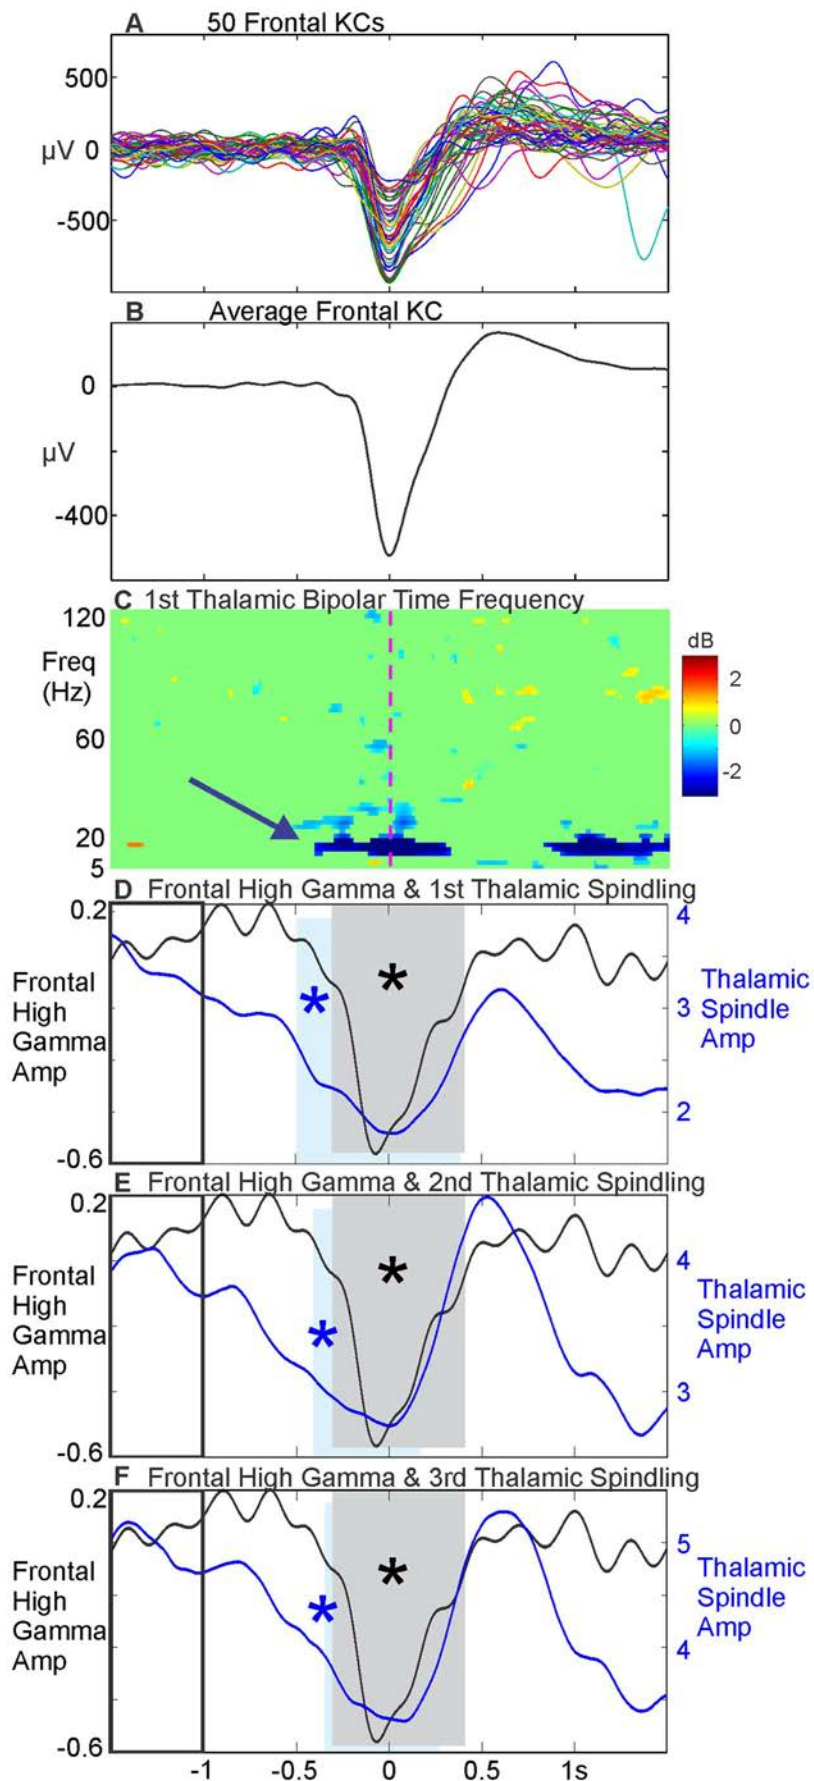 A 50 Frontal KCs
500
µV 0
-500
B Average Frontal KC
0
µV
-400
C 1st Thalamic Bipolar Time Frequency
120
Freq
(Hz)
60
20
5
dB
2
0
-2
D Frontal High Gamma & 1st Thalamic Spindling
0.2
Frontal
High
Gamma
Amp
-0.6
*
*
4
3
2
Thalamic
Spindle
Amp
E Frontal High Gamma & 2nd Thalamic Spindling
0.2
Frontal
High
Gamma
Amp
-0.6
*
*
4
3
Thalamic
Spindle
Amp
F Frontal High Gamma & 3rd Thalamic Spindling
0.2
Frontal
High
Gamma
Amp
-0.6
*
*
5
4
Thalamic
Spindle
Amp
-1 -0.5 0 0.5 1s